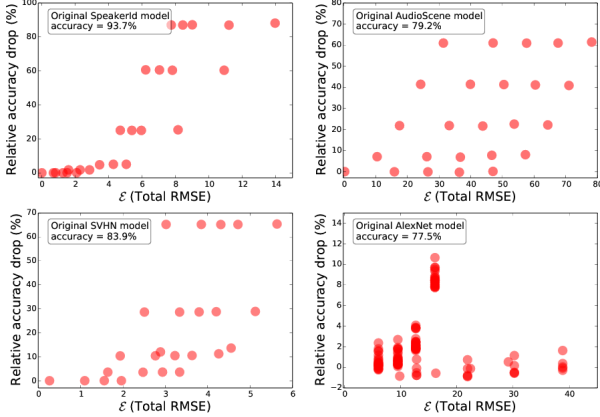 100
80
60
40
20
0
0 2 4 6 8 10 12 14
Relative accuracy drop (%)
ℰ (Total RMSE)
Original SpeakerId model
accuracy = 93.7%
80
70
60
50
40
30
20
10
0
0 10 20 30 40 50 60 70 80
Relative accuracy drop (%)
ℰ (Total RMSE)
Original AudioScene model
accuracy = 79.2%
70
60
50
40
30
20
10
0
0 1 2 3 4 5 6
Relative accuracy drop (%)
ℰ (Total RMSE)
Original SVHN model
accuracy = 83.9%
14
12
10
8
6
4
2
0
−2
0 10 20 30 40
Relative accuracy drop (%)
ℰ (Total RMSE)
Original AlexNet model
accuracy = 77.5%